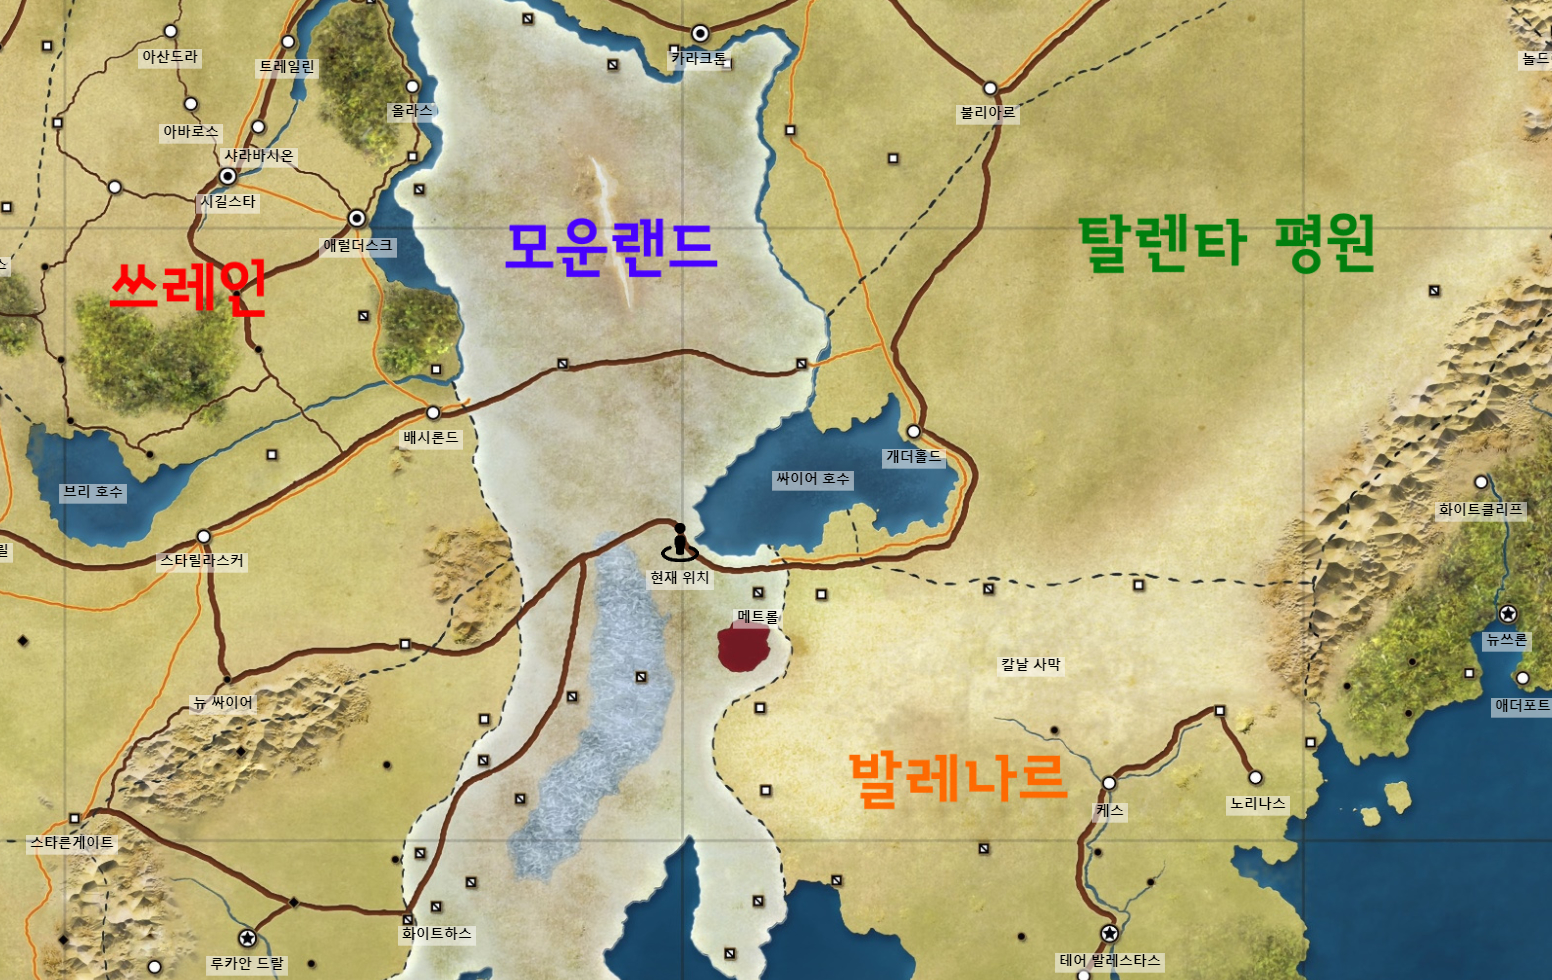 카라크톤
아산드라
트레일린
놀드
올라스
불리아르
아바로스
샤라바시온
시길스타
애럴더스크
모운랜드
탈렌타 평원
스
쓰레인
배시론드
개더홀드
싸이어 호수
브리 호수
화이트클리프
릴
스타릴라스커
현재 위치
메트롤
뉴쓰론
칼날 사막
뉴 싸이어
애더포트
발레나르
노리나스
케스
스타른게이트
화이트하스
루카안 드랄
테어 발레스타스